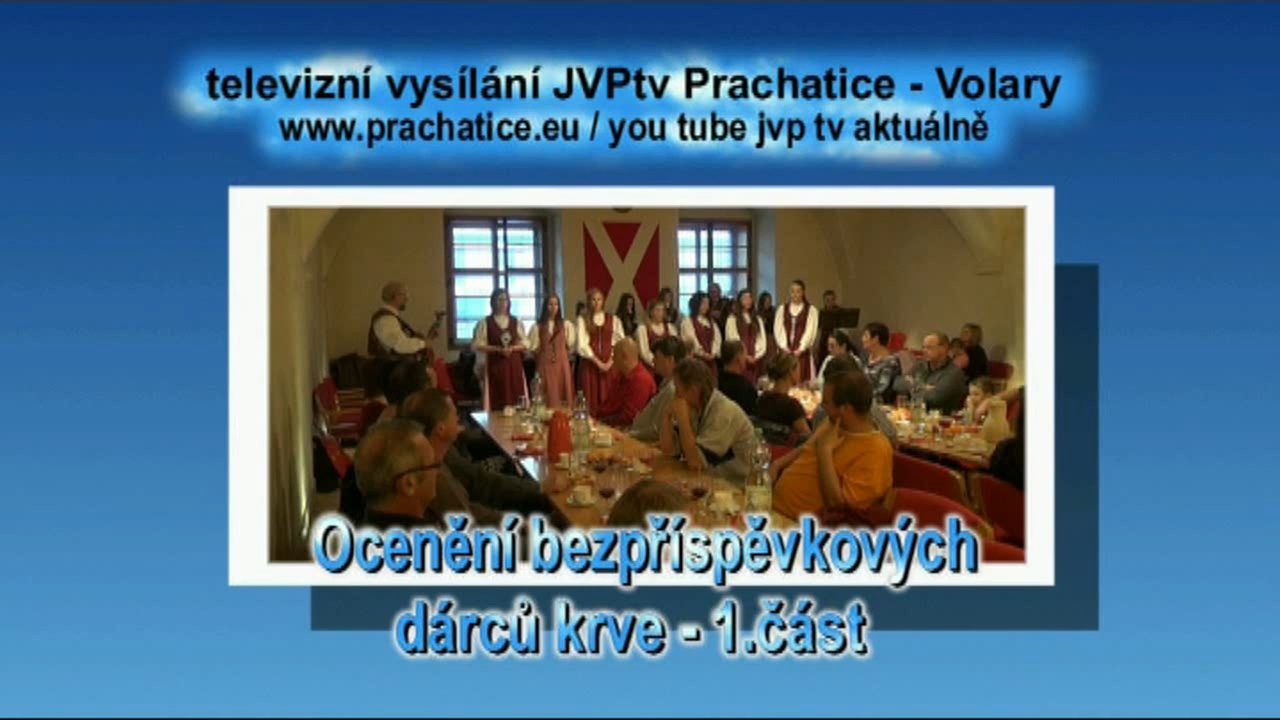 televizní vysílání JVPtv Prachatice - Volary
www.prachatice.eu / you tube jvp tv aktuálně
Ocenění bezpříspěvkových
dárců krve - 1.část